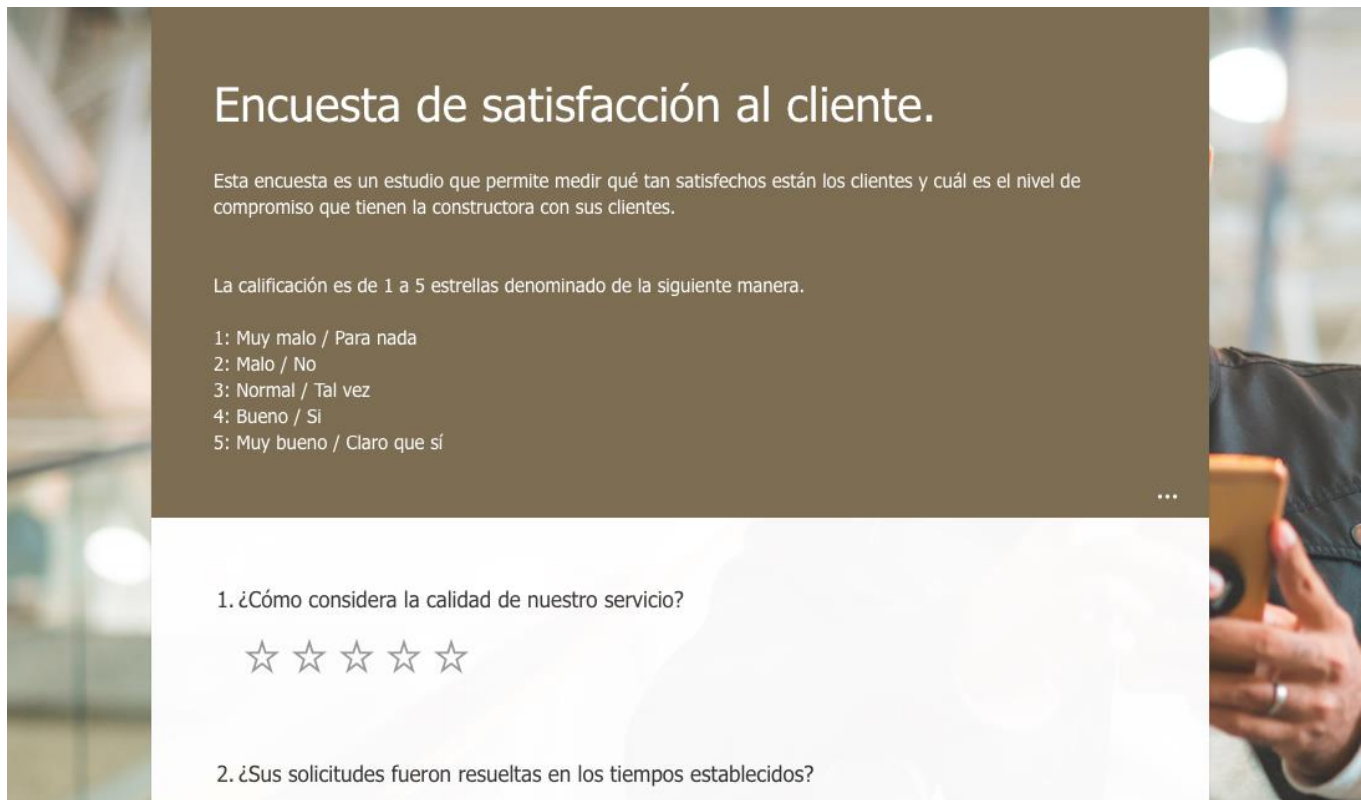 Encuesta de satisfacción al cliente.
Esta encuesta es un estudio que permite medir qué tan satisfechos están los clientes y cuál es el nivel de
compromiso que tienen la constructora con sus clientes.
La calificación es de 1 a 5 estrellas denominado de la siguiente manera.
1: Muy malo / Para nada
2: Malo / No
3: Normal / Tal vez
4: Bueno / Si
5: Muy bueno / Claro que sí
...
1. ¿Cómo considera la calidad de nuestro servicio?
2. ¿Sus solicitudes fueron resueltas en los tiempos establecidos?